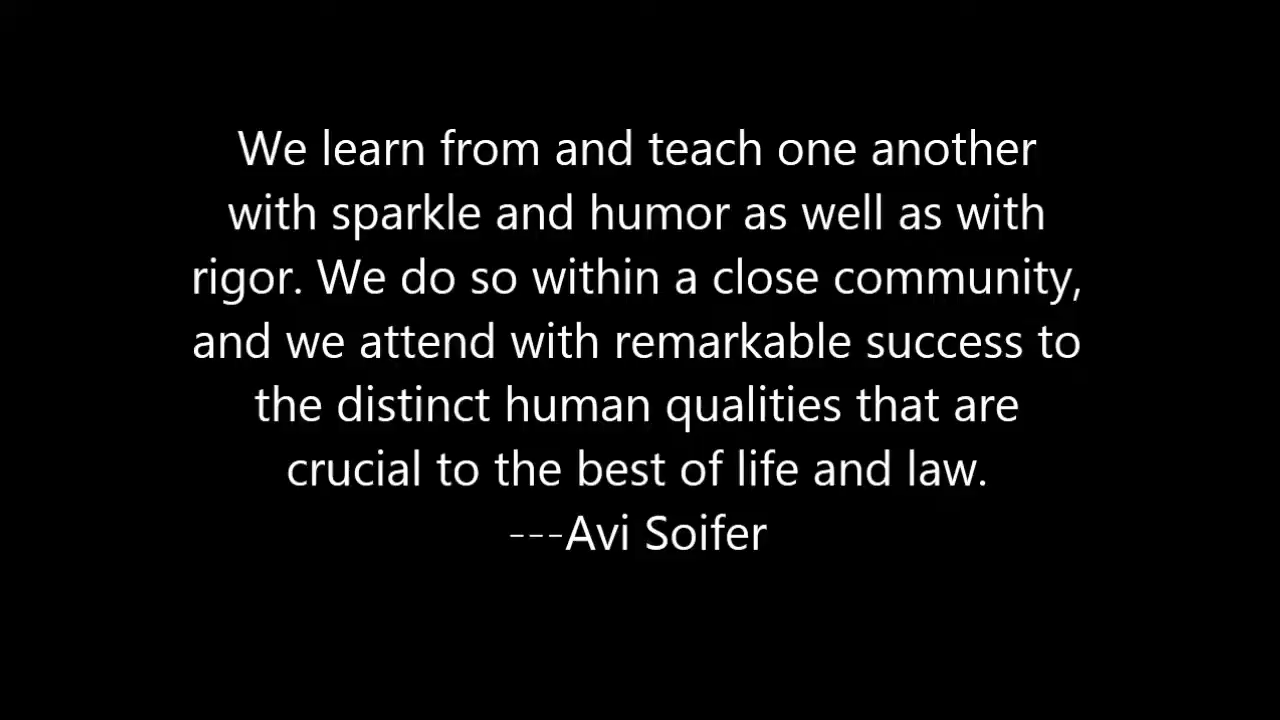 We learn from and teach one another
with sparkle and humor as well as with
rigor. We do so within a close community,
and we attend with remarkable success to
the distinct human qualities that are
crucial to the best of life and law.
---Avi Soifer